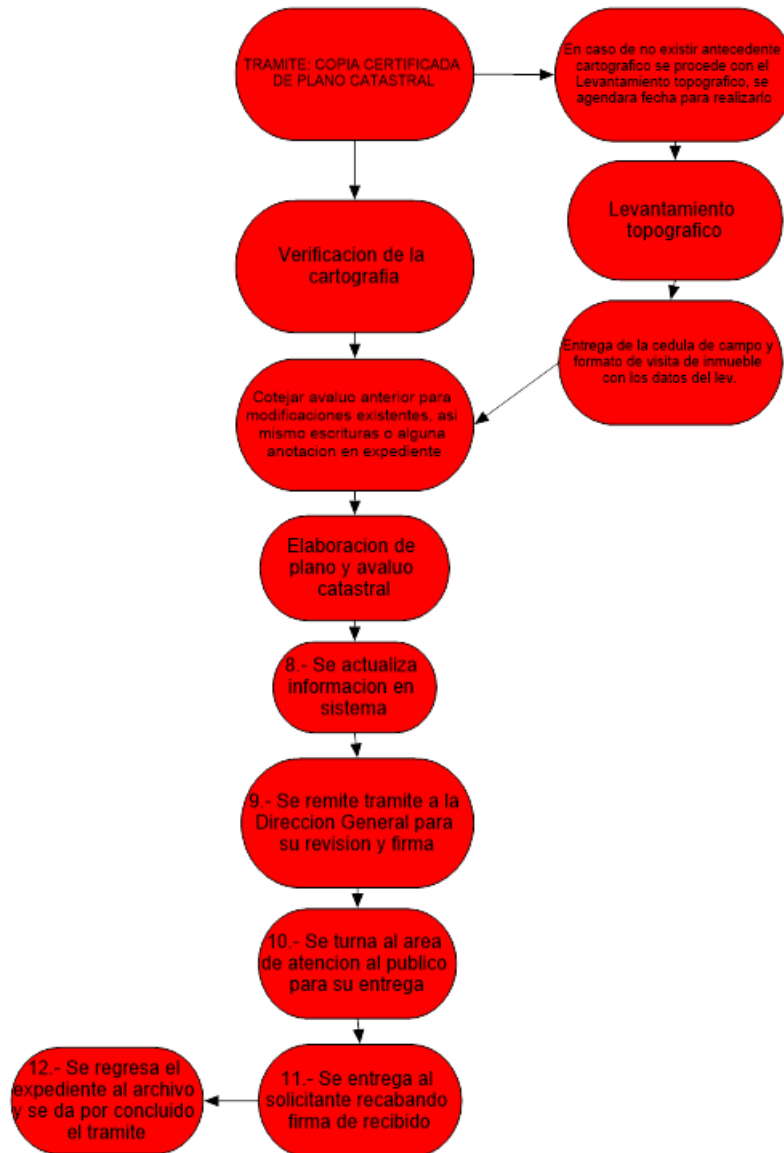 TRAMITE: COPIA CERTIFICADA
DE PLANO CATASTRAL
En caso de no existir antecedente
cartografico se procede con el
Levantamiento topografico, se
agendara fecha para realizarlo
Levantamiento
topografico
Verificacion de la
cartografia
Entrega de la cedula de campo y
formato de visita de inmueble
con los datos del lev.
Cotejar avaluo anterior para
modificaciones existentes, asi
mismo escrituras o alguna
anotacion en expediente
Elaboracion de
plano y avaluo
catastral
8.- Se actualiza
informacion en
sistema
9.- Se remite tramite a la
Direccion General para
su revision y firma
10.- Se turna al area
de atencion al publico
para su entrega
11.- Se entrega al
solicitante recabando
firma de recibido
12.- Se regresa el
expediente al archivo
y se da por concluido
el tramite